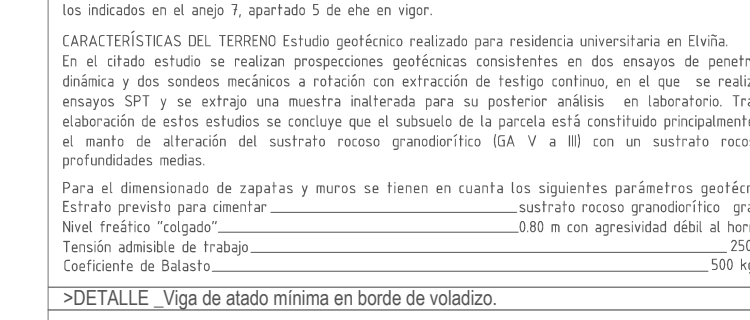 los indicados en el anejo 7, apartado 5 de ehe en vigor.
CARACTERÍSTICAS DEL TERRENO Estudio geotécnico realizado para residencia universitaria en Elviña.
En el citado estudio se realizan prospecciones geotécnicas consistentes en dos ensayos de
dinámica y dos sondeos mecánicos a rotación con extracción de testigo continuo, en el que se
ensayos SPT y se extrajo una muestra inalterada para su posterior análisis en laboratorio.
elaboración de estos estudios se concluye que el subsuelo de la parcela está constituido principalmente
el manto de alteración del sustrato rocoso granodiorítico (GA V a III) con un sustrato
profundidades medias.
Para el dimensionado de zapatas y muros se tienen en cuanta los siguientes parámetros
Estrato previsto para cimentar sustrato rocoso granodiorítico
Nivel freático "colgado" 0.80 m con agresividad débil al
Tensión admisible de trabajo 250
Coeficiente de Balasto 500
>DETALLE _Viga de atado mínima en borde de voladizo.